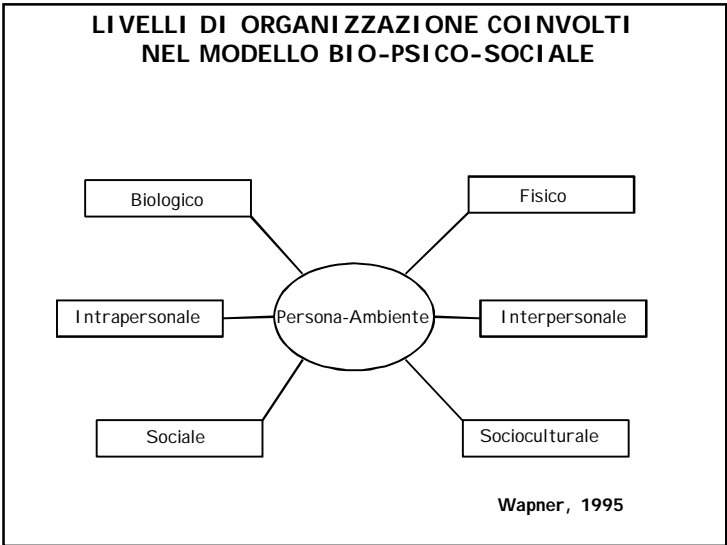 LIVELLI DI ORGANIZZAZIONE COINVOLTI
NEL MODELLO BIO-PSICO-SOCIALE
Biologico
Fisico
Intrapersonale
Persona-Ambiente
Interpersonale
Sociale
Socioculturale
Wapner, 1995